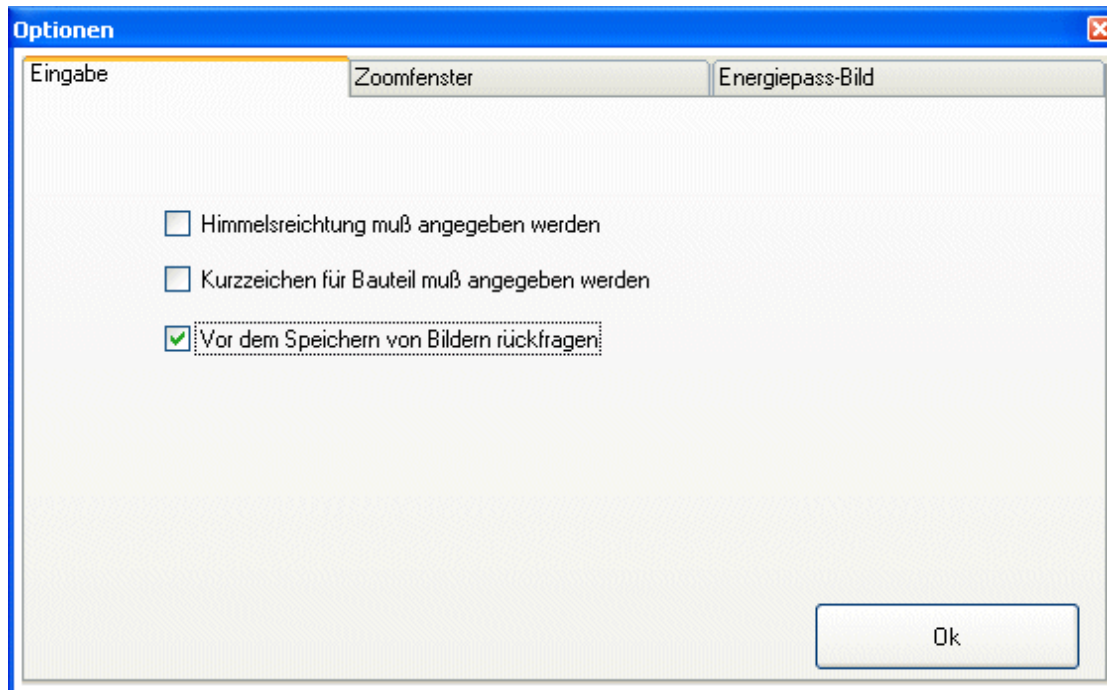 Optionen
Eingabe
Zoomfenster
Energiepass-Bild
Himmelsreichtung muß angegeben werden
Kurzzeichen für Bauteil muß angegeben werden
Vor dem Speichern von Bildern rückfragen
Ok